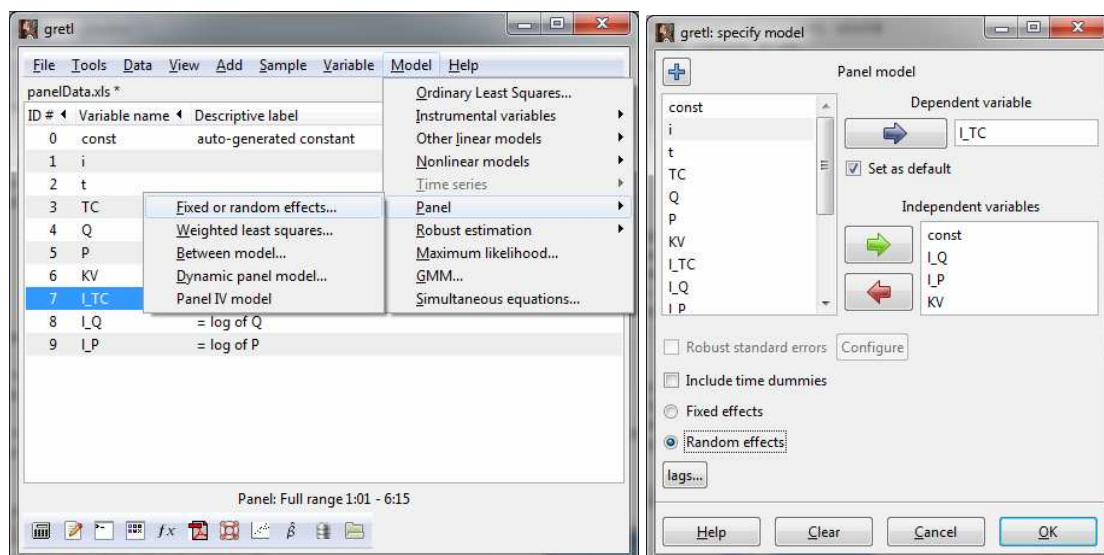 gretl
File Tools Data View Add Sample Variable Model Help
panelData.xls *
ID # Variable name Descriptive label
0 const auto-generated constant
1 i
2 t
3 TC
4 Q
5 P
6 KV
7 l_TC
8 l_Q = log of Q
9 l_P = log of P
Ordinary Least Squares...
Instrumental variables
Other linear models
Nonlinear models
Time series
Panel
Robust estimation
Maximum likelihood...
GMM...
Simultaneous equations...
Fixed or random effects...
Weighted least squares...
Between model...
Dynamic panel model...
Panel IV model
Panel: Full range 1:01 - 6:15
fx
β̂
gretl: specify model
Panel model
const
i
t
TC
Q
P
KV
l_TC
l_Q
l_P
Dependent variable
l_TC
Set as default
Independent variables
const
l_Q
l_P
KV
Robust standard errors Configure
Include time dummies
Fixed effects
Random effects
lags...
Help Clear Cancel OK